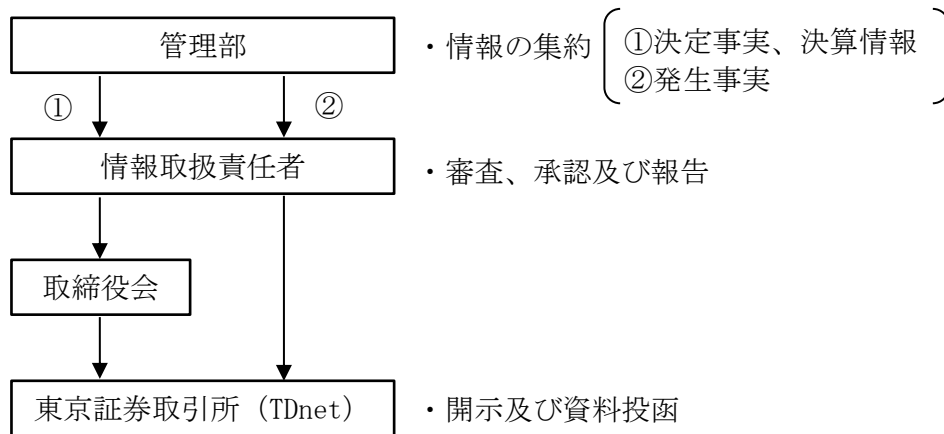 管理部
・情報の集約
①決定事実、決算情報
②発生事実
①
②
情報取扱責任者
・審査、承認及び報告
取締役会
東京証券取引所（TDnet）
・開示及び資料投函